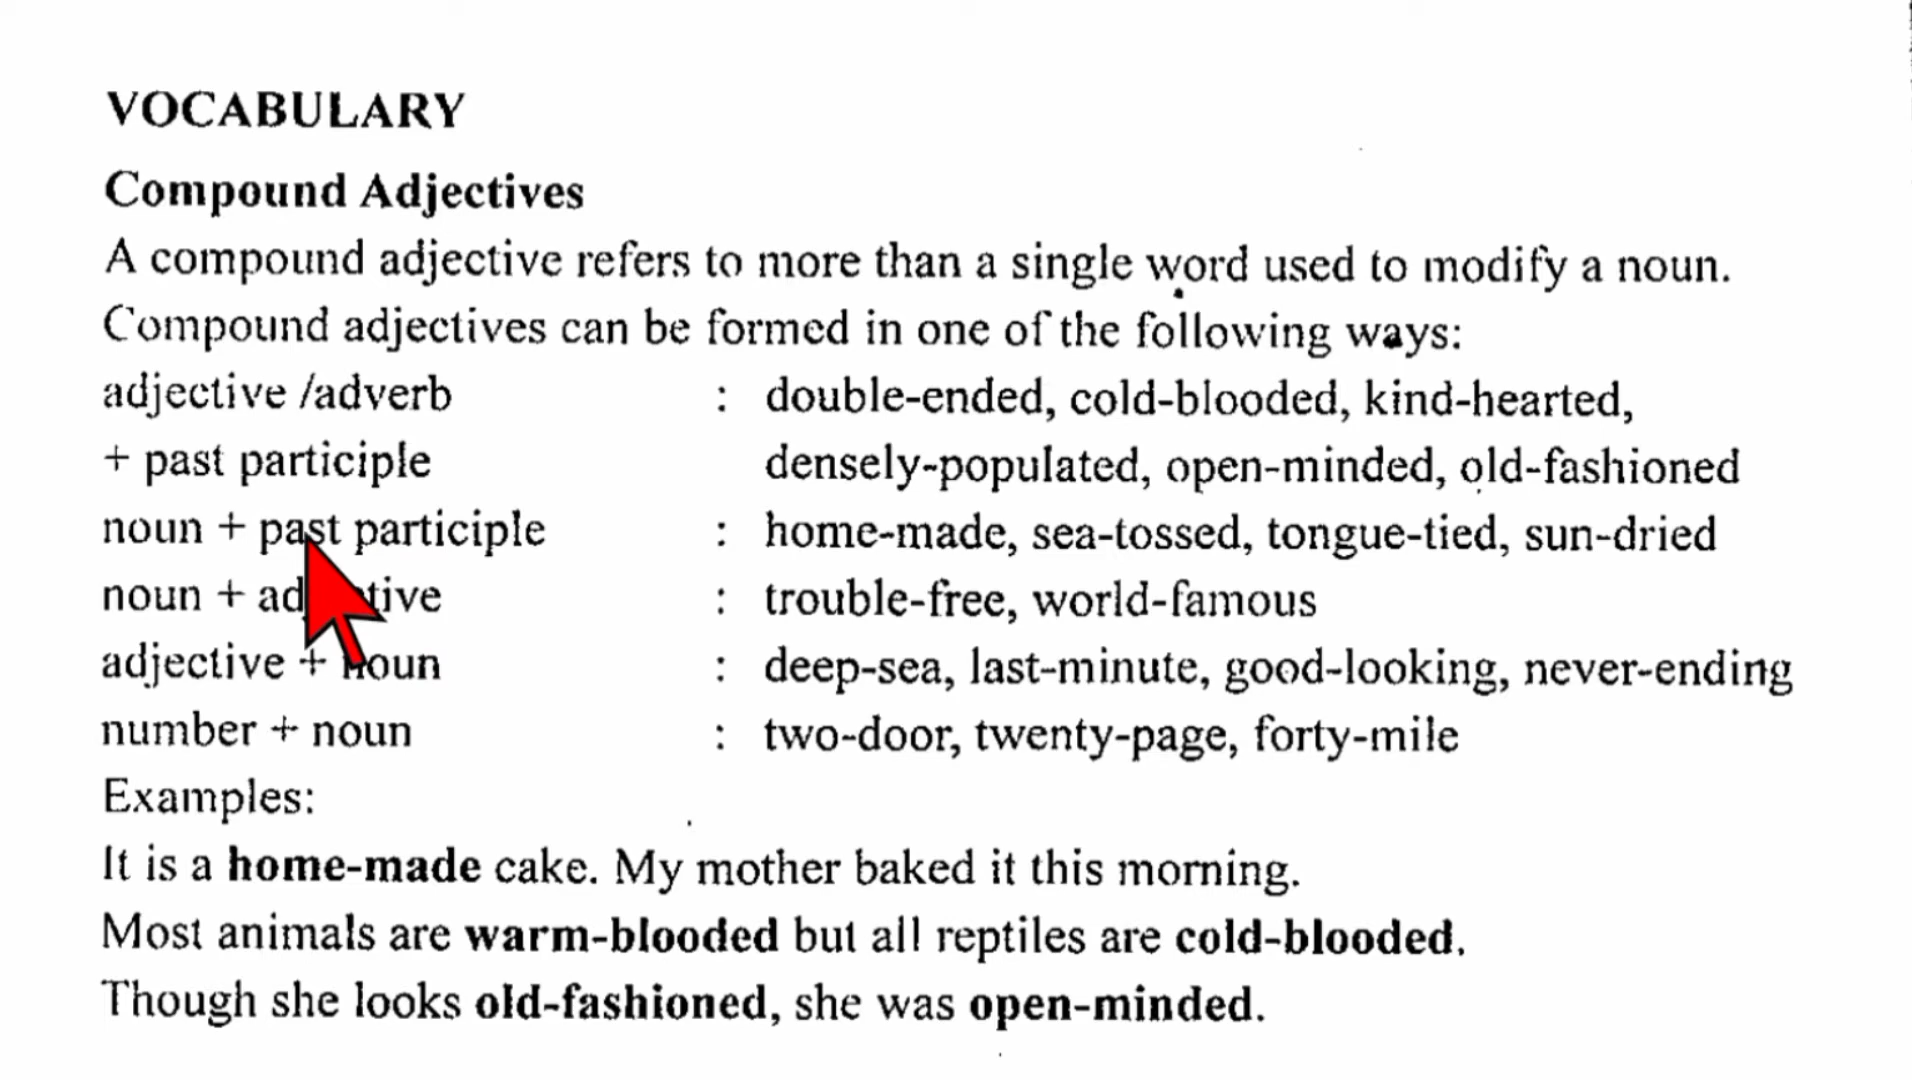 VOCABULARY
Compound Adjectives
A compound adjective refers to more than a single word used to modify a noun.
Compound adjectives can be formed in one of the following ways:
adjective /adverb : double-ended, cold-blooded, kind-hearted,
+ past participle densely-populated, open-minded, old-fashioned
noun + past participle : home-made, sea-tossed, tongue-tied, sun-dried
noun + adjective : trouble-free, world-famous
adjective + noun : deep-sea, last-minute, good-looking, never-ending
number + noun : two-door, twenty-page, forty-mile
Examples:
It is a home-made cake. My mother baked it this morning.
Most animals are warm-blooded but all reptiles are cold-blooded.
Though she looks old-fashioned, she was open-minded.